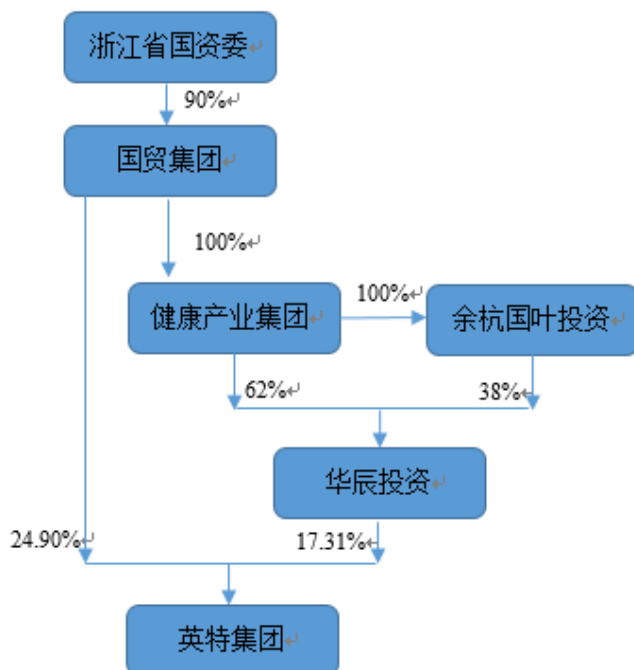 浙江省国资委
90%
国贸集团
100%
健康产业集团
100%
余杭国叶投资
62%
38%
华辰投资
24.90%
17.31%
英特集团